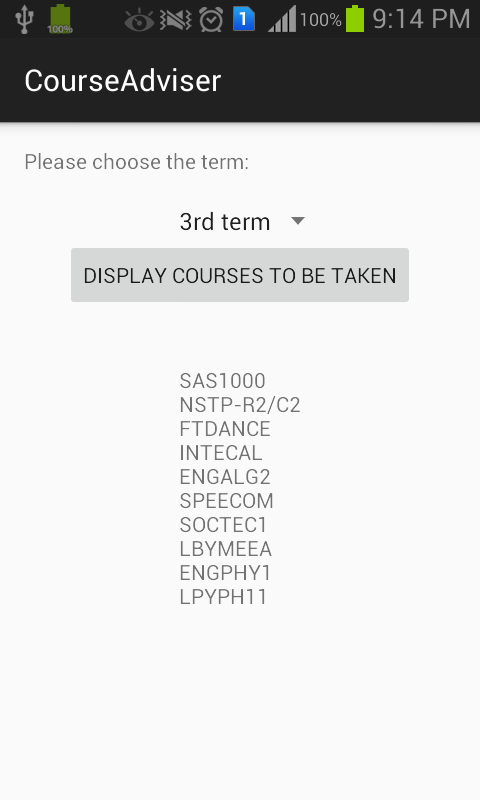 100%
1
100%
9:14 PM
CourseAdviser
Please choose the term:
3rd term
DISPLAY COURSES TO BE TAKEN
SAS1000
NSTP-R2/C2
FTDANCE
INTECAL
ENGALG2
SPEECOM
SOCTEC1
LBYMEEA
ENGPHY1
LPYPH11